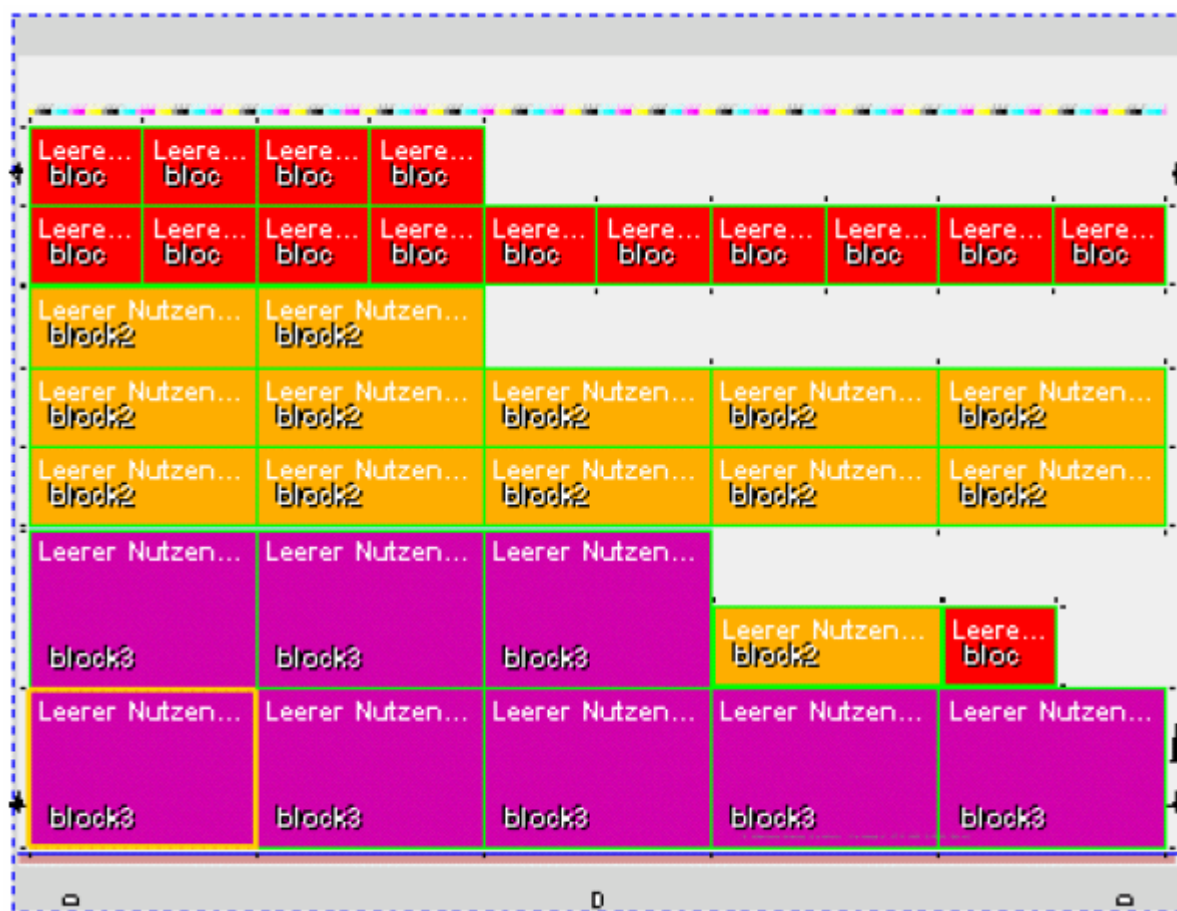 Leere... Leere... Leere... Leere...
bloc bloc bloc bloc
Leere... Leere... Leere... Leere... Leere... Leere... Leere... Leere... Leere... Leere...
bloc bloc bloc bloc bloc bloc bloc bloc bloc bloc
Leerer Nutzen... Leerer Nutzen...
block2 block2
Leerer Nutzen... Leerer Nutzen... Leerer Nutzen... Leerer Nutzen... Leerer Nutzen...
block2 block2 block2 block2 block2
Leerer Nutzen... Leerer Nutzen... Leerer Nutzen... Leerer Nutzen... Leerer Nutzen...
block2 block2 block2 block2 block2
Leerer Nutzen... Leerer Nutzen... Leerer Nutzen...
Leerer Nutzen... Leere...
block2 bloc
block3 block3 block3
Leerer Nutzen... Leerer Nutzen... Leerer Nutzen... Leerer Nutzen... Leerer Nutzen...
block3 block3 block3 block3 block3
D